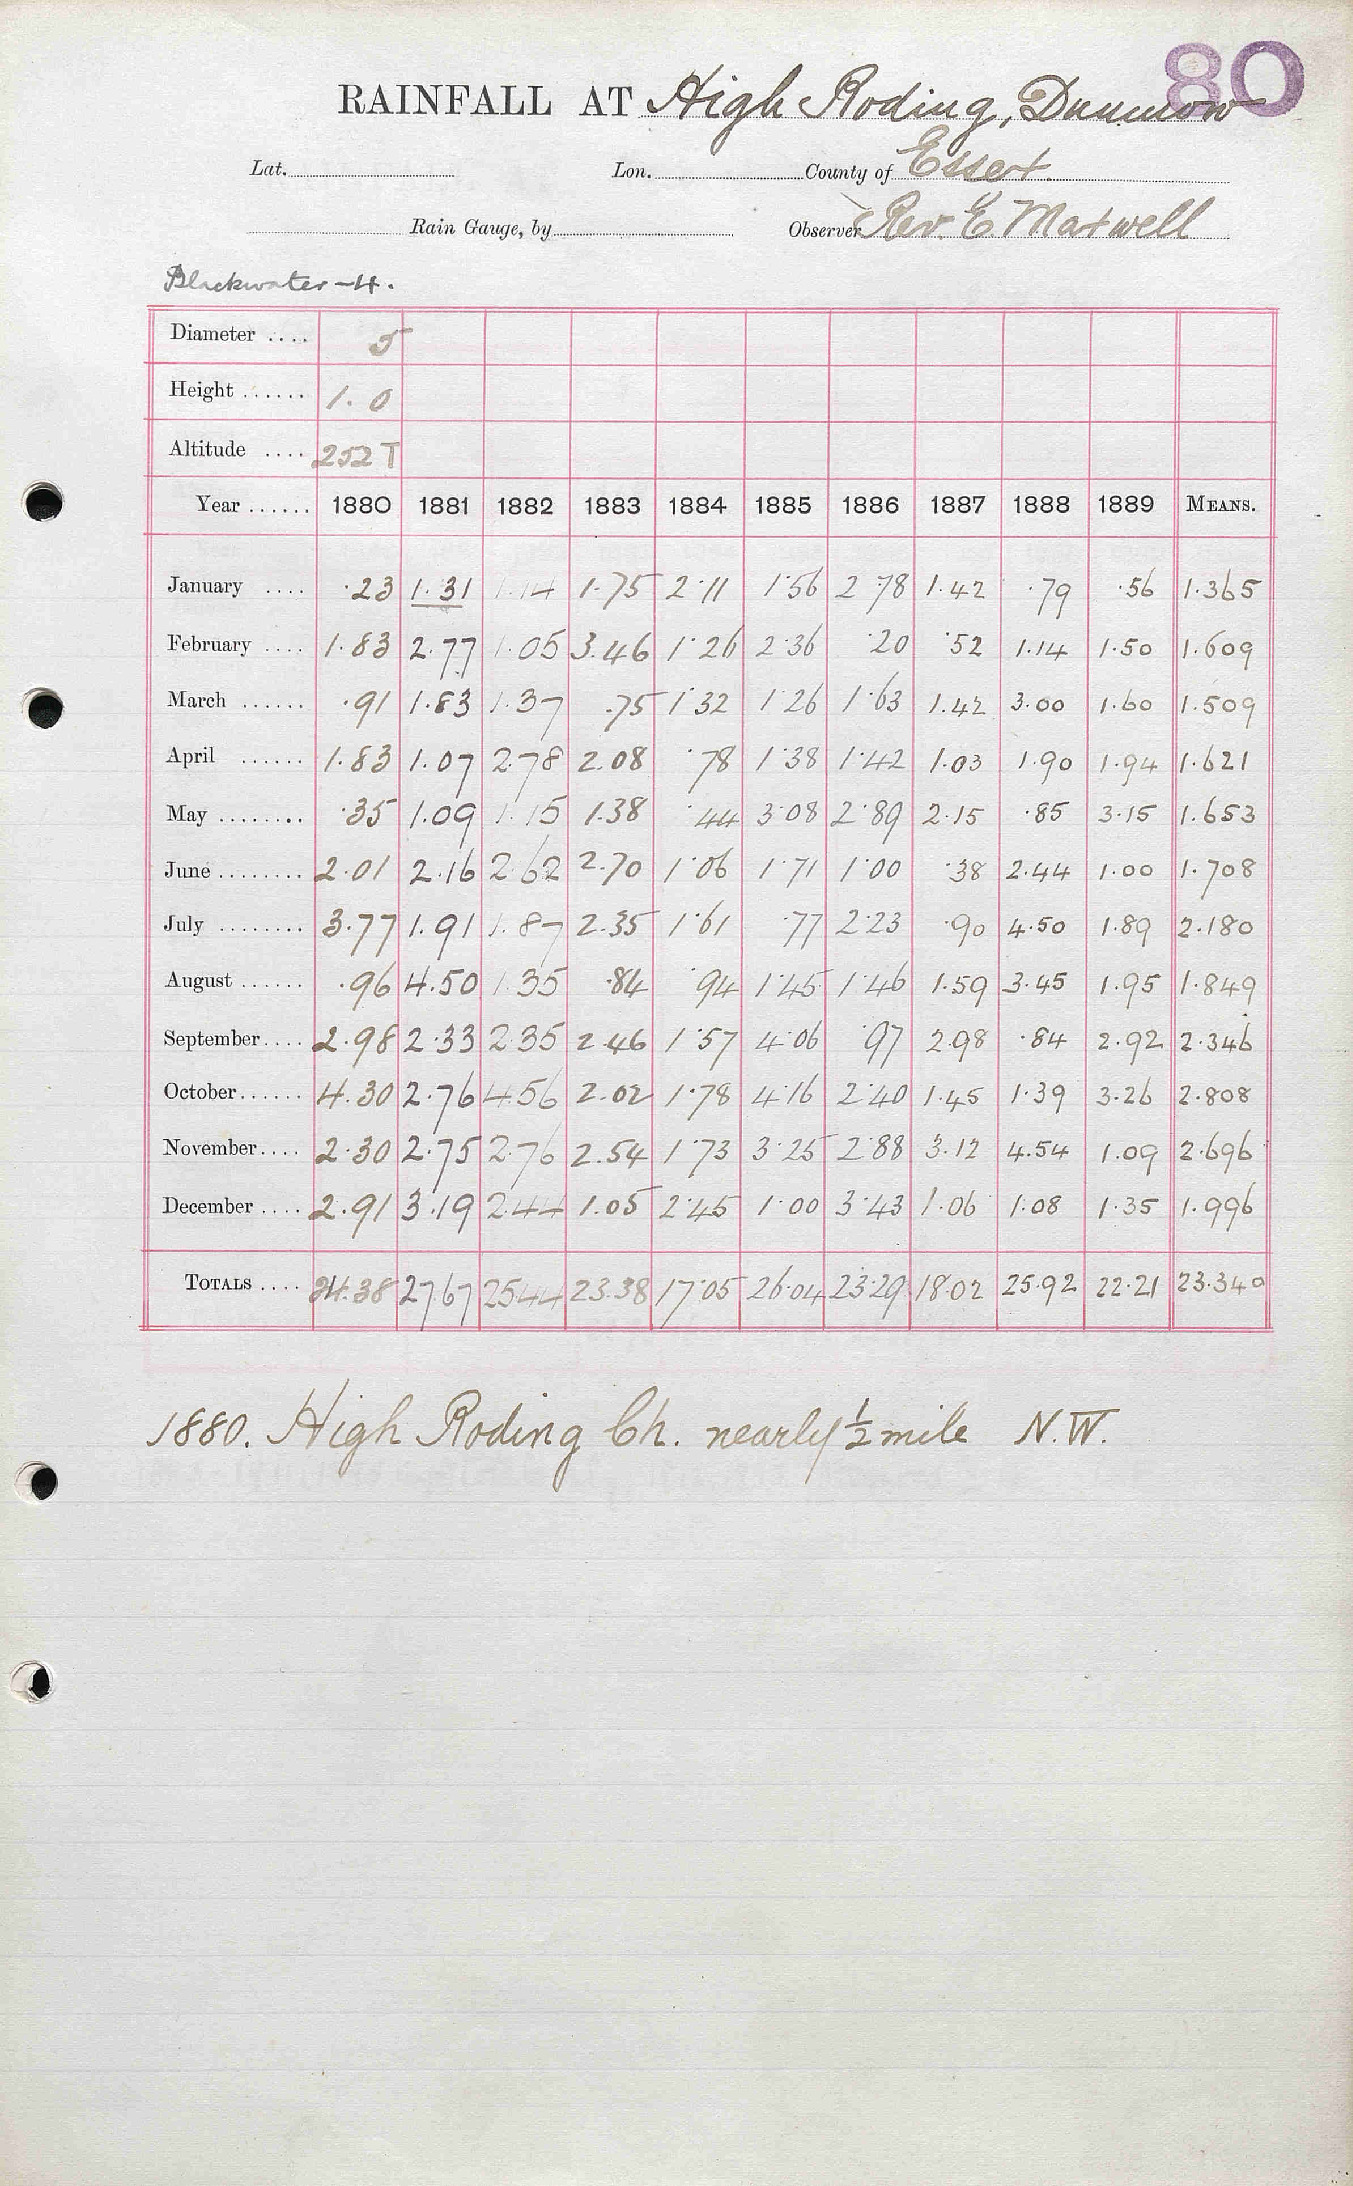 80
RAINFALL AT High Roding, Dunmow
Lat. Lon. County of Essex
Rain Gauge, by Observer Rev. E. Maxwell
Blackwater - 4.
Diameter .... 5
Height ...... 1.0
Altitude .... 252 T
Year ...... 1880 1881 1882 1883 1884 1885 1886 1887 1888 1889 MEANS.
January .... .23 1.31 1.14 1.75 2.11 1.56 2.78 1.42 .79 .56 1.365
February .... 1.83 2.77 1.05 3.46 1.26 2.36 .20 .52 1.14 1.50 1.609
March ...... .91 1.83 1.37 .75 1.32 1.26 1.63 1.42 3.00 1.60 1.509
April ...... 1.83 1.07 2.78 2.08 .78 1.38 1.42 1.03 1.90 1.94 1.621
May ........ .35 1.09 1.15 1.38 .44 3.08 2.89 2.15 .85 3.15 1.653
June ........ 2.01 2.16 2.62 2.70 1.06 1.71 1.00 .38 2.44 1.00 1.708
July ........ 3.77 1.91 1.87 2.35 1.61 .77 2.23 .90 4.50 1.89 2.180
August ...... .96 4.50 1.35 .84 .94 1.45 1.46 1.59 3.45 1.95 1.849
September .... 2.98 2.33 2.35 2.46 1.57 4.06 .97 2.98 .84 2.92 2.346
October ...... 4.30 2.76 4.56 2.02 1.78 4.16 2.40 1.45 1.39 3.26 2.808
November .... 2.30 2.75 2.76 2.54 1.73 3.25 2.88 3.12 4.54 1.09 2.696
December .... 2.91 3.19 2.44 1.05 2.45 1.00 3.43 1.06 1.08 1.35 1.996
TOTALS .... 24.38 27.67 25.44 23.38 17.05 26.04 23.29 18.02 25.92 22.21 23.340
1880. High Roding Ch. nearly ½ mile N.W.